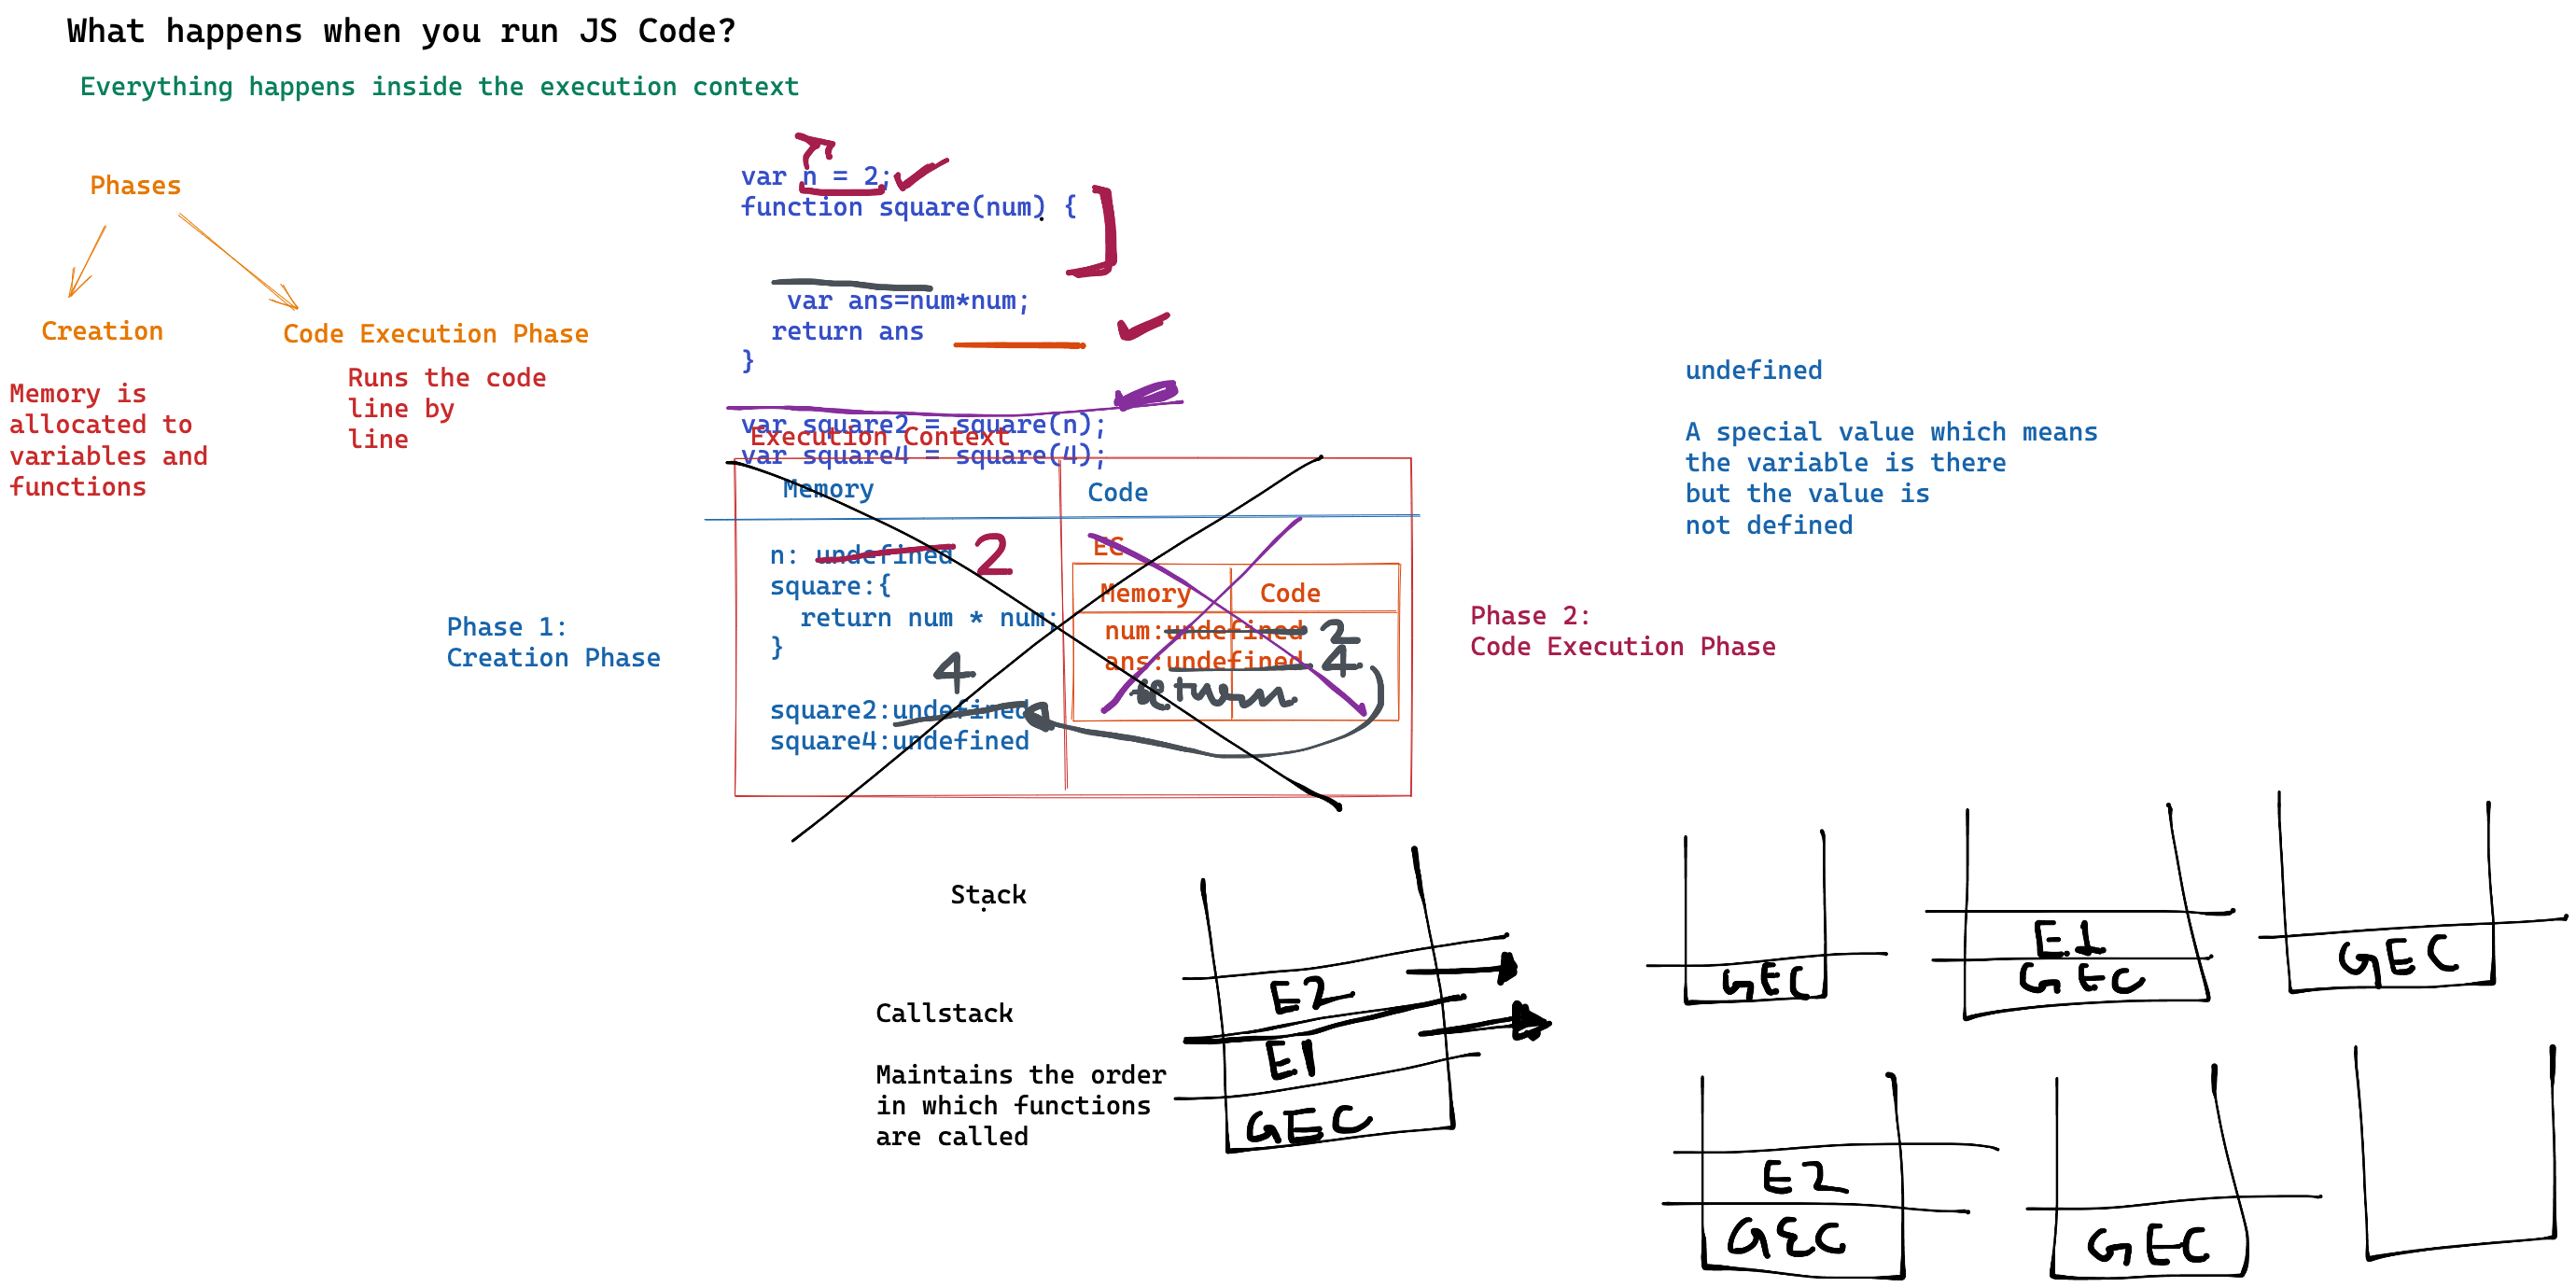 What happens when you run JS Code?
Everything happens inside the execution context
Phases
Creation
Code Execution Phase
Memory is
allocated to
variables and
functions
Runs the code
line by
line
var n = 2;
function square(num) {
var ans=num*num;
return ans
}
var square2 = square(n);
var square4 = square(4);
Execution Context
Memory
Code
n: undefined 2
square:{
return num * num;
}
4
square2:undefined
square4:undefined
EC
Memory
Code
num:undefined 2
ans:undefined 4
return
Phase 1:
Creation Phase
Phase 2:
Code Execution Phase
undefined
A special value which means
the variable is there
but the value is
not defined
Stack
Callstack
Maintains the order
in which functions
are called
E2
E1
GEC
GEC
E1
GEC
GEC
E2
GEC
GEC